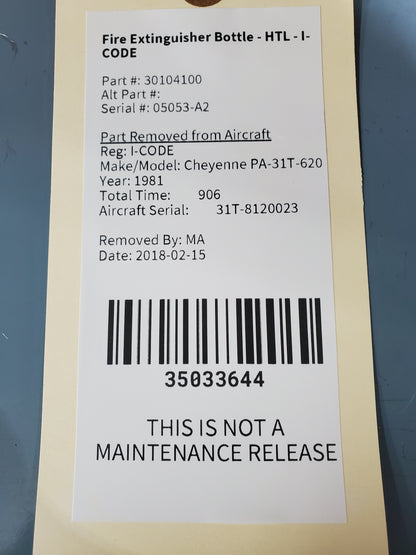 Fire Extinguisher Bottle - HTL - I-
CODE
Part #: 30104100
Alt Part #:
Serial #: 05053-A2
Part Removed from Aircraft
Reg: I-CODE
Make/Model: Cheyenne PA-31T-620
Year: 1981
Total Time: 906
Aircraft Serial: 31T-8120023
Removed By: MA
Date: 2018-02-15
35033644
THIS IS NOT A
MAINTENANCE RELEASE